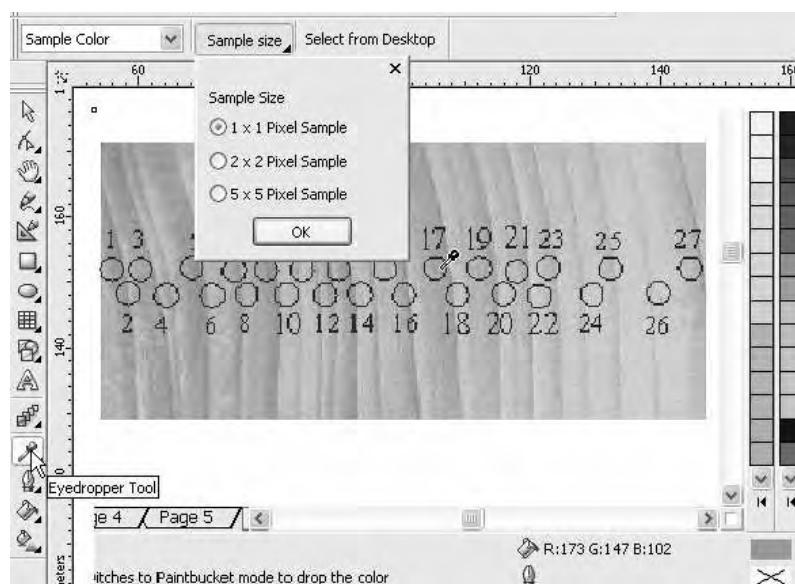 Sample Color Sample size Select from Desktop
60 120 140 160
Sample Size
1 x 1 Pixel Sample
2 x 2 Pixel Sample
5 x 5 Pixel Sample
OK
160
1 3 17 19 21 23 25 27
2 4 6 8 10 12 14 16 18 20 22 24 26
140
Eyedropper Tool
ge 4 Page 5
R:173 G:147 B:102
itches to Paintbucket mode to drop the color